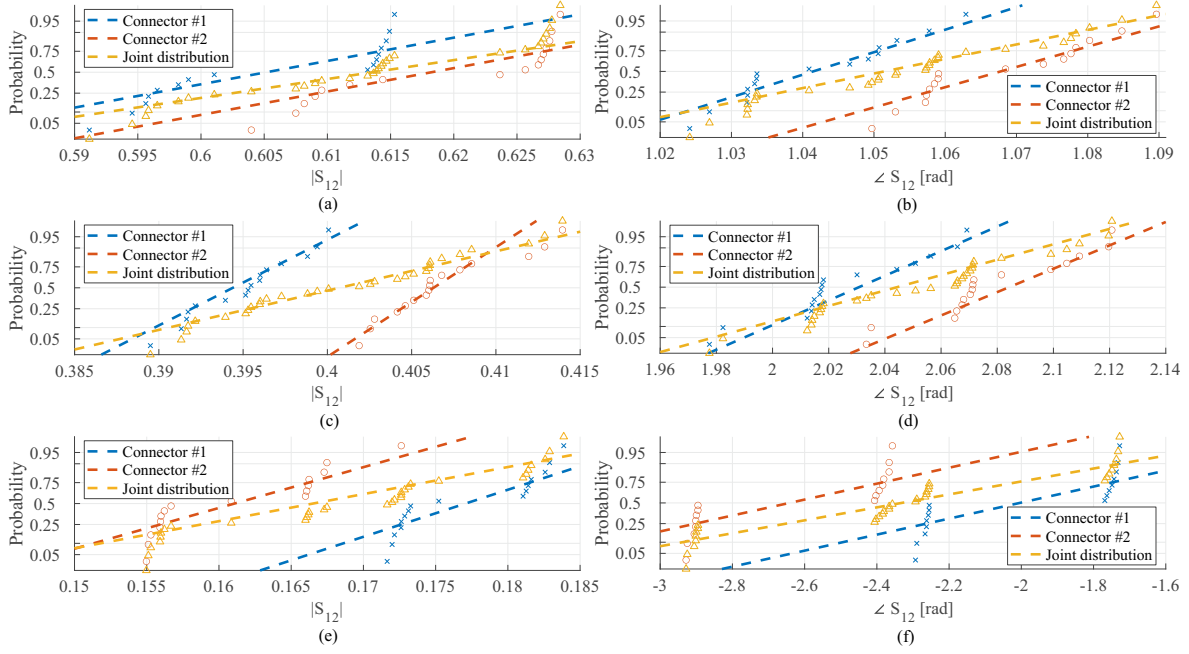 Probability
0.95
0.75
0.5
0.25
0.05
Connector #1
Connector #2
Joint distribution
0.59 0.595 0.6 0.605 0.61 0.615 0.62 0.625 0.63
|S12|
(a)
Probability
0.95
0.75
0.5
0.25
0.05
Connector #1
Connector #2
Joint distribution
1.02 1.03 1.04 1.05 1.06 1.07 1.08 1.09
∠ S12 [rad]
(b)
Probability
0.95
0.75
0.5
0.25
0.05
Connector #1
Connector #2
Joint distribution
0.385 0.39 0.395 0.4 0.405 0.41 0.415
|S12|
(c)
Probability
0.95
0.75
0.5
0.25
0.05
Connector #1
Connector #2
Joint distribution
1.96 1.98 2 2.02 2.04 2.06 2.08 2.1 2.12 2.14
∠ S12 [rad]
(d)
Probability
0.95
0.75
0.5
0.25
0.05
Connector #1
Connector #2
Joint distribution
0.15 0.155 0.16 0.165 0.17 0.175 0.18 0.185
|S12|
(e)
Probability
0.95
0.75
0.5
0.25
0.05
Connector #1
Connector #2
Joint distribution
-3 -2.8 -2.6 -2.4 -2.2 -2 -1.8 -1.6
∠ S12 [rad]
(f)